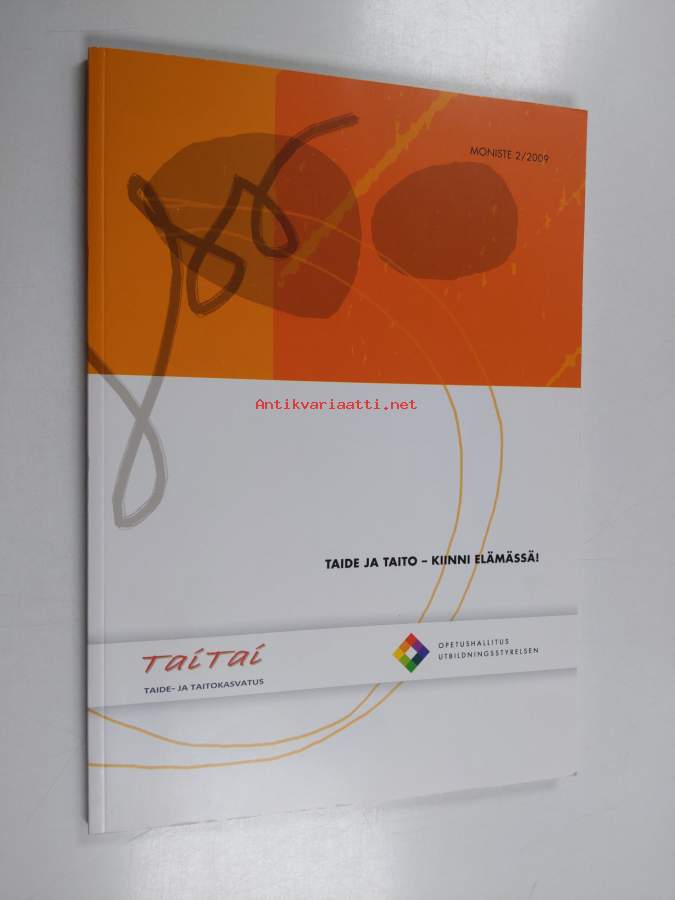 MONISTE 2/2009
Antikvariaatti.net
TAIDE JA TAITO – KIINNI ELÄMÄSSÄ!
TaiTai
TAIDE- JA TAITOKASVATUS
OPETUSHALLITUS
UTBILDNINGSSTYRELSEN